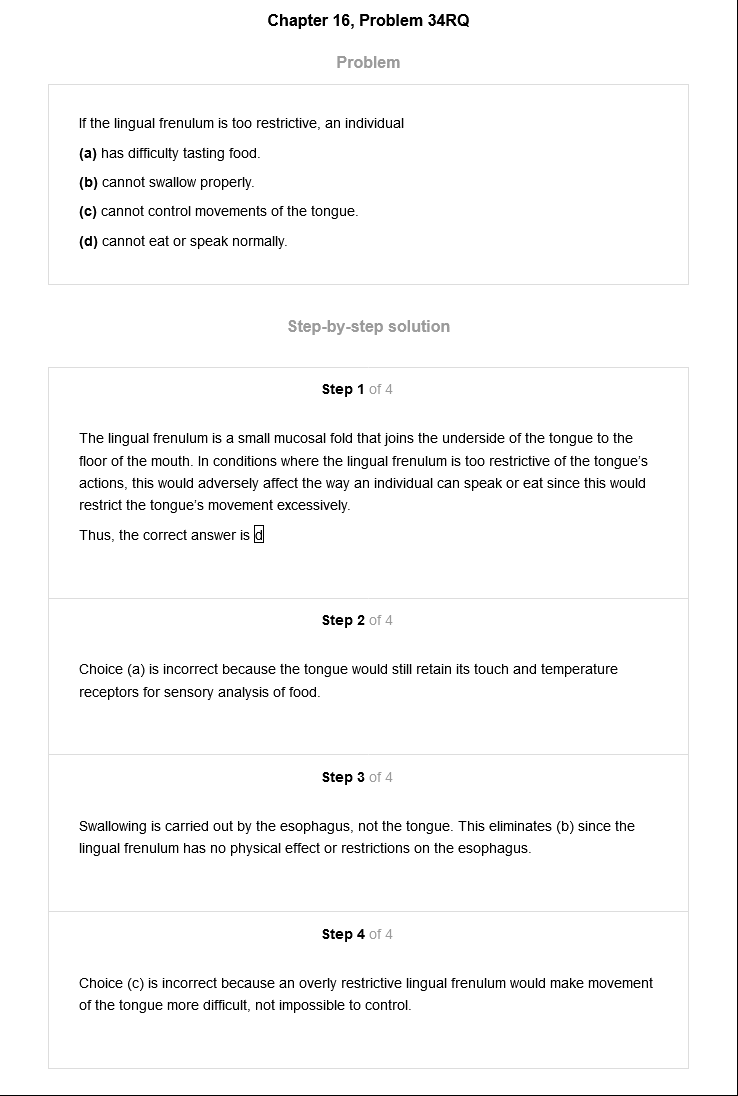 Chapter 16, Problem 34RQ
Problem
If the lingual frenulum is too restrictive, an individual
(a) has difficulty tasting food.
(b) cannot swallow properly.
(c) cannot control movements of the tongue.
(d) cannot eat or speak normally.
Step-by-step solution
Step 1 of 4
The lingual frenulum is a small mucosal fold that joins the underside of the tongue to the
floor of the mouth. In conditions where the lingual frenulum is too restrictive of the tongue's
actions, this would adversely affect the way an individual can speak or eat since this would
restrict the tongue's movement excessively.
Thus, the correct answer is d
Step 2 of 4
Choice (a) is incorrect because the tongue would still retain its touch and temperature
receptors for sensory analysis of food.
Step 3 of 4
Swallowing is carried out by the esophagus, not the tongue. This eliminates (b) since the
lingual frenulum has no physical effect or restrictions on the esophagus.
Step 4 of 4
Choice (c) is incorrect because an overly restrictive lingual frenulum would make movement
of the tongue more difficult, not impossible to control.